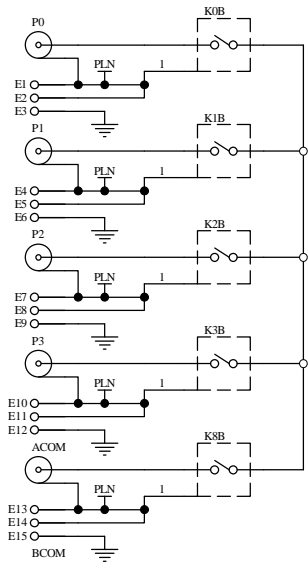 K0B
P0
PLN
1
E1
E2
E3
K1B
P1
PLN
1
E4
E5
E6
K2B
P2
PLN
1
E7
E8
E9
K3B
P3
PLN
1
E10
E11
E12
K8B
ACOM
PLN
1
E13
E14
E15
BCOM